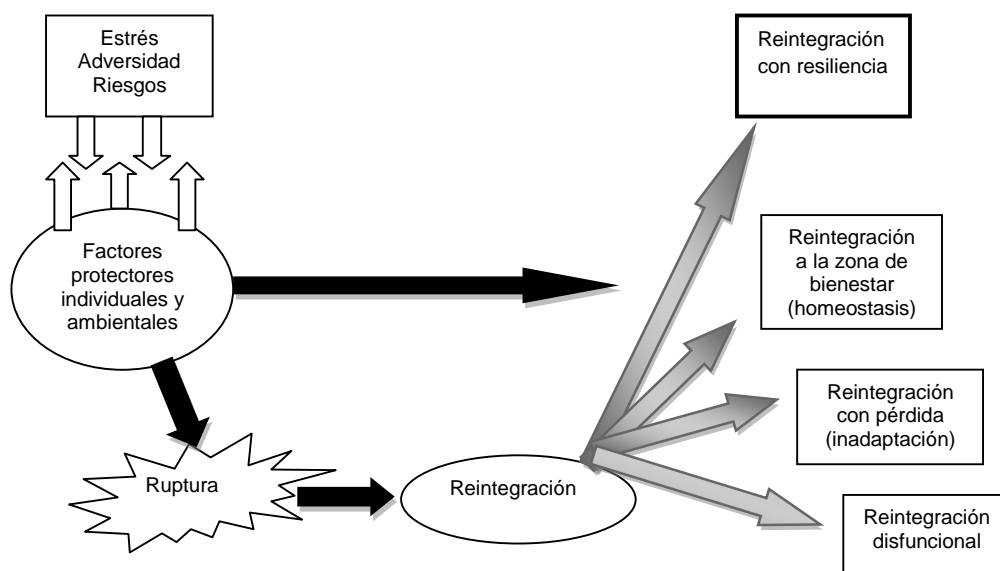 Estrés
Adversidad
Riesgos
Reintegración
con resiliencia
Factores
protectores
individuales y
ambientales
Reintegración
a la zona de
bienestar
(homeostasis)
Reintegración
con pérdida
(inadaptación)
Ruptura
Reintegración
Reintegración
disfuncional